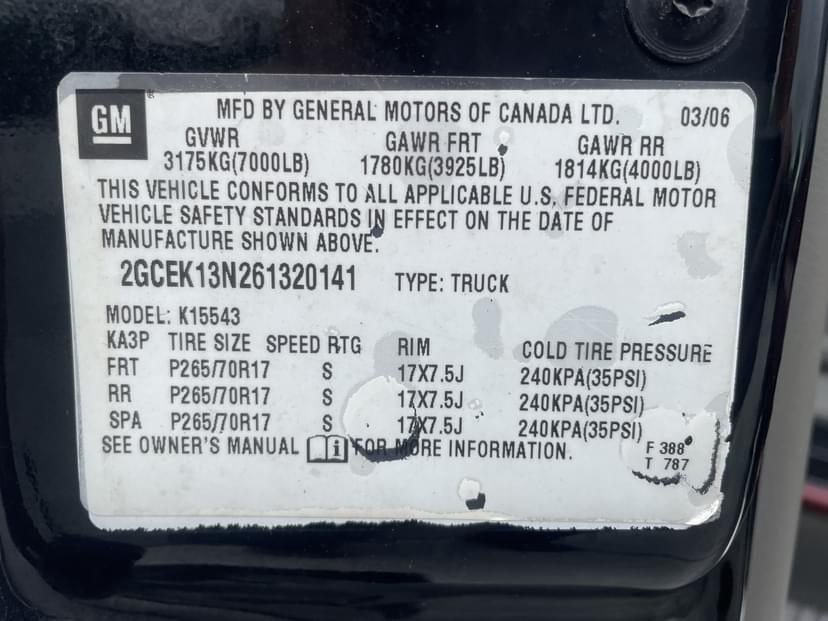 GM MFD BY GENERAL MOTORS OF CANADA LTD. 03/06
GVWR GAWR FRT GAWR RR
3175KG(7000LB) 1780KG(3925LB) 1814KG(4000LB)
THIS VEHICLE CONFORMS TO ALL APPLICABLE U.S. FEDERAL MOTOR
VEHICLE SAFETY STANDARDS IN EFFECT ON THE DATE OF
MANUFACTURE SHOWN ABOVE.
2GCEK13N261320141 TYPE: TRUCK
MODEL: K15543
KA3P TIRE SIZE SPEED RTG RIM COLD TIRE PRESSURE
FRT P265/70R17 S 17X7.5J 240KPA(35PSI)
RR P265/70R17 S 17X7.5J 240KPA(35PSI)
SPA P265/70R17 S 17X7.5J 240KPA(35PSI)
SEE OWNER'S MANUAL i FOR MORE INFORMATION.
F 388
T 787